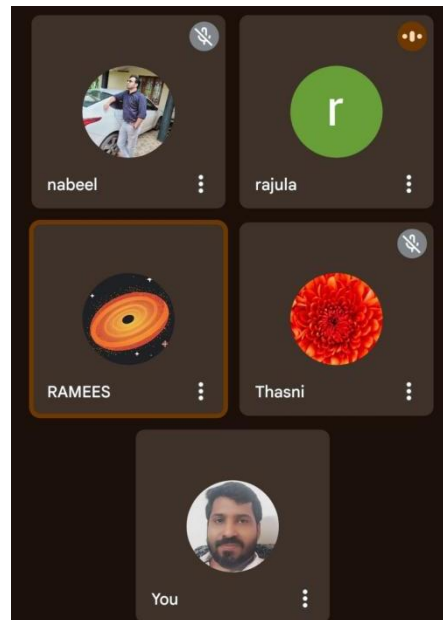 nabeel
r
rajula
RAMEES
Thasni
You